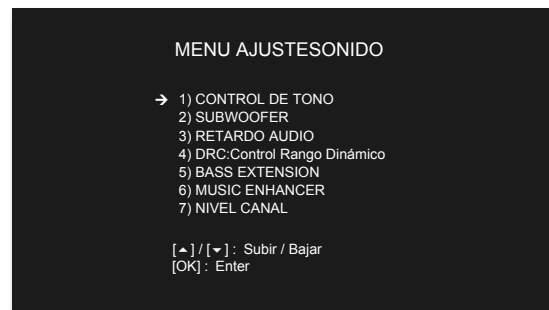 MENU AJUSTESONIDO
→ 1) CONTROL DE TONO
2) SUBWOOFER
3) RETARDO AUDIO
4) DRC:Control Rango Dinámico
5) BASS EXTENSION
6) MUSIC ENHANCER
7) NIVEL CANAL
[▲] / [▼] : Subir / Bajar
[OK] : Enter